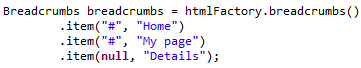 Breadcrumbs breadcrumbs = htmlFactory.breadcrumbs()
        .item("#", "Home")
        .item("#", "My page")
        .item(null, "Details");